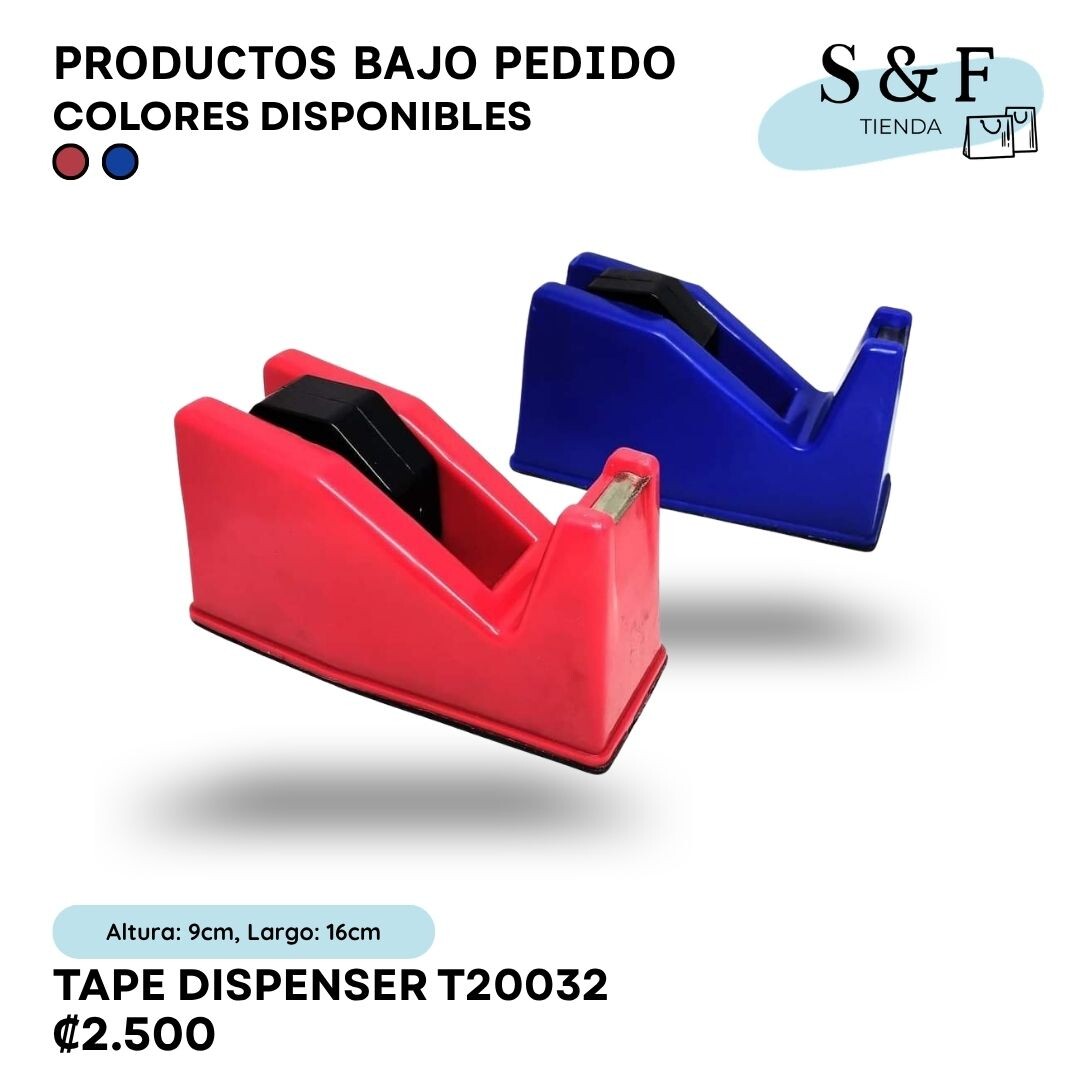 PRODUCTOS BAJO PEDIDO
COLORES DISPONIBLES
S & F
TIENDA
Altura: 9cm, Largo: 16cm
TAPE DISPENSER T20032
₡2.500